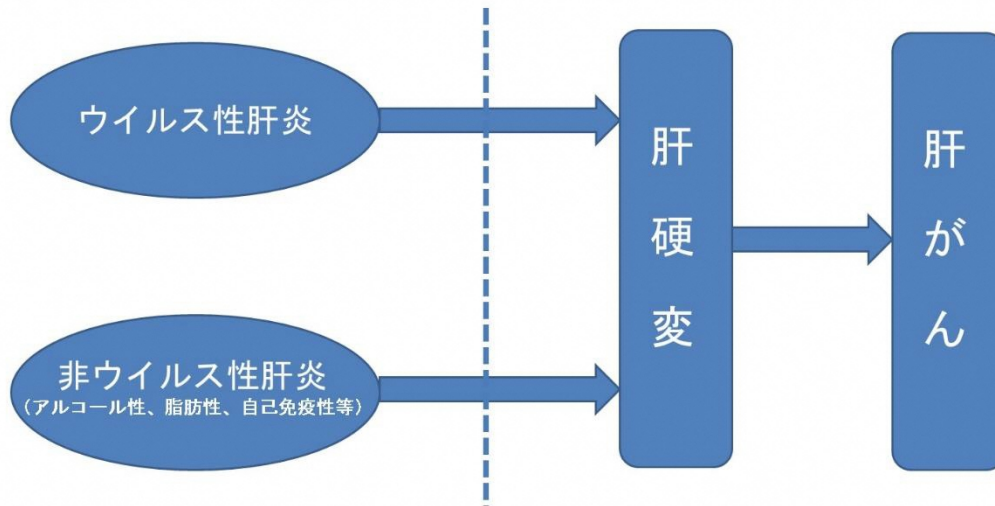 ウイルス性肝炎
非ウイルス性肝炎
（アルコール性、脂肪性、自己免疫性等）
肝硬変
肝がん